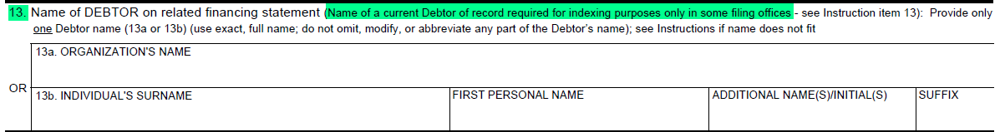 13. Name of DEBTOR on related financing statement (Name of a current Debtor of record required for indexing purposes only in some filing offices - see Instruction item 13): Provide only
one Debtor name (13a or 13b) (use exact, full name; do not omit, modify, or abbreviate any part of the Debtor's name); see Instructions if name does not fit
13a. ORGANIZATION'S NAME
OR
13b. INDIVIDUAL'S SURNAME FIRST PERSONAL NAME ADDITIONAL NAME(S)/INITIAL(S) SUFFIX